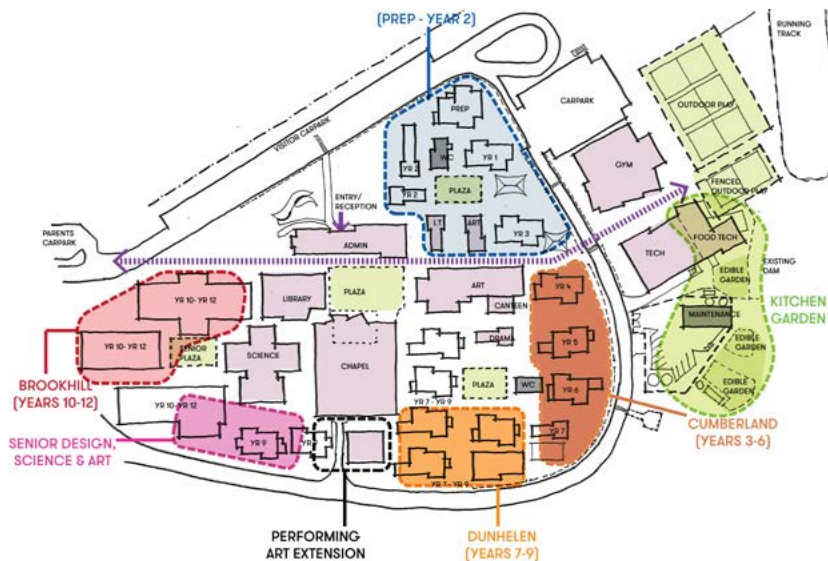 (PREP - YEAR 2)
RUNNING
TRACK
PREP
CARPARK
OUTDOOR PLAY
VISITOR CARPARK
WC
YR 1
YR 2
GYM
PLAZA
YR 2
FENCED
OUTDOOR PLAY
ENTRY/
RECEPTION
LT
ART
YR 3
PARENTS
CARPARK
ADMIN
TECH
FOOD TECH
EXISTING
DAM
EDIBLE
GARDEN
YR 10- YR 12
LIBRARY
PLAZA
ART
CANTEEN
YR 4
KITCHEN
GARDEN
MAINTENANCE
YR 10- YR 12
SENIOR
PLAZA
SCIENCE
CHAPEL
DRAMA
YR 5
EDIBLE
GARDEN
BROOKHILL
(YEARS 10-12)
YR 7 - YR 9
PLAZA
WC
YR 6
EDIBLE
GARDEN
YR 10- YR 12
CUMBERLAND
(YEARS 3-6)
SENIOR DESIGN,
SCIENCE & ART
YR 9
YR 7
YR 7 - YR 9
PERFORMING
ART EXTENSION
DUNHELEN
(YEARS 7-9)